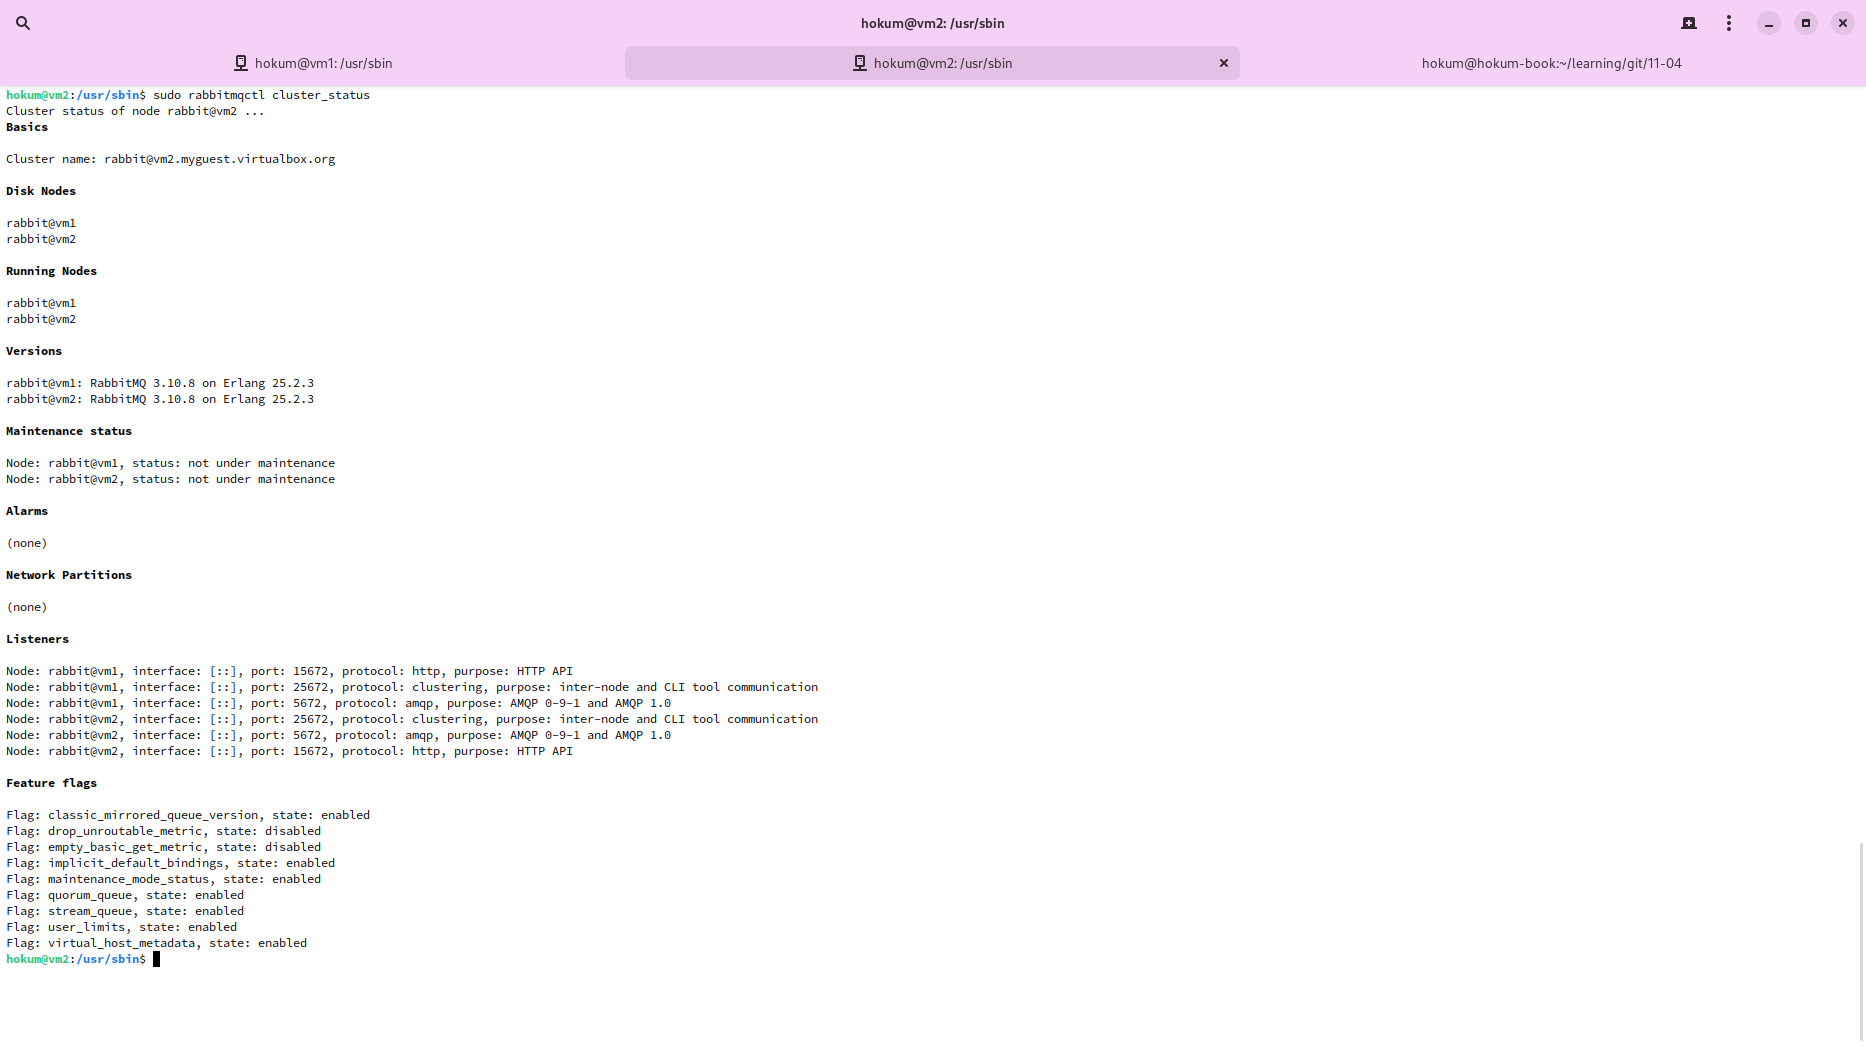 hokum@vm2: /usr/sbin
hokum@vm1: /usr/sbin
hokum@vm2: /usr/sbin
hokum@hokum-book:~/learning/git/11-04
hokum@vm2:/usr/sbin$ sudo rabbitmqctl cluster_status
Cluster status of node rabbit@vm2 ...
Basics
Cluster name: rabbit@vm2.myguest.virtualbox.org
Disk Nodes
rabbit@vm1
rabbit@vm2
Running Nodes
rabbit@vm1
rabbit@vm2
Versions
rabbit@vm1: RabbitMQ 3.10.8 on Erlang 25.2.3
rabbit@vm2: RabbitMQ 3.10.8 on Erlang 25.2.3
Maintenance status
Node: rabbit@vm1, status: not under maintenance
Node: rabbit@vm2, status: not under maintenance
Alarms
(none)
Network Partitions
(none)
Listeners
Node: rabbit@vm1, interface: [::], port: 15672, protocol: http, purpose: HTTP API
Node: rabbit@vm1, interface: [::], port: 25672, protocol: clustering, purpose: inter-node and CLI tool communication
Node: rabbit@vm1, interface: [::], port: 5672, protocol: amqp, purpose: AMQP 0-9-1 and AMQP 1.0
Node: rabbit@vm2, interface: [::], port: 25672, protocol: clustering, purpose: inter-node and CLI tool communication
Node: rabbit@vm2, interface: [::], port: 5672, protocol: amqp, purpose: AMQP 0-9-1 and AMQP 1.0
Node: rabbit@vm2, interface: [::], port: 15672, protocol: http, purpose: HTTP API
Feature flags
Flag: classic_mirrored_queue_version, state: enabled
Flag: drop_unroutable_metric, state: disabled
Flag: empty_basic_get_metric, state: disabled
Flag: implicit_default_bindings, state: enabled
Flag: maintenance_mode_status, state: enabled
Flag: quorum_queue, state: enabled
Flag: stream_queue, state: enabled
Flag: user_limits, state: enabled
Flag: virtual_host_metadata, state: enabled
hokum@vm2:/usr/sbin$